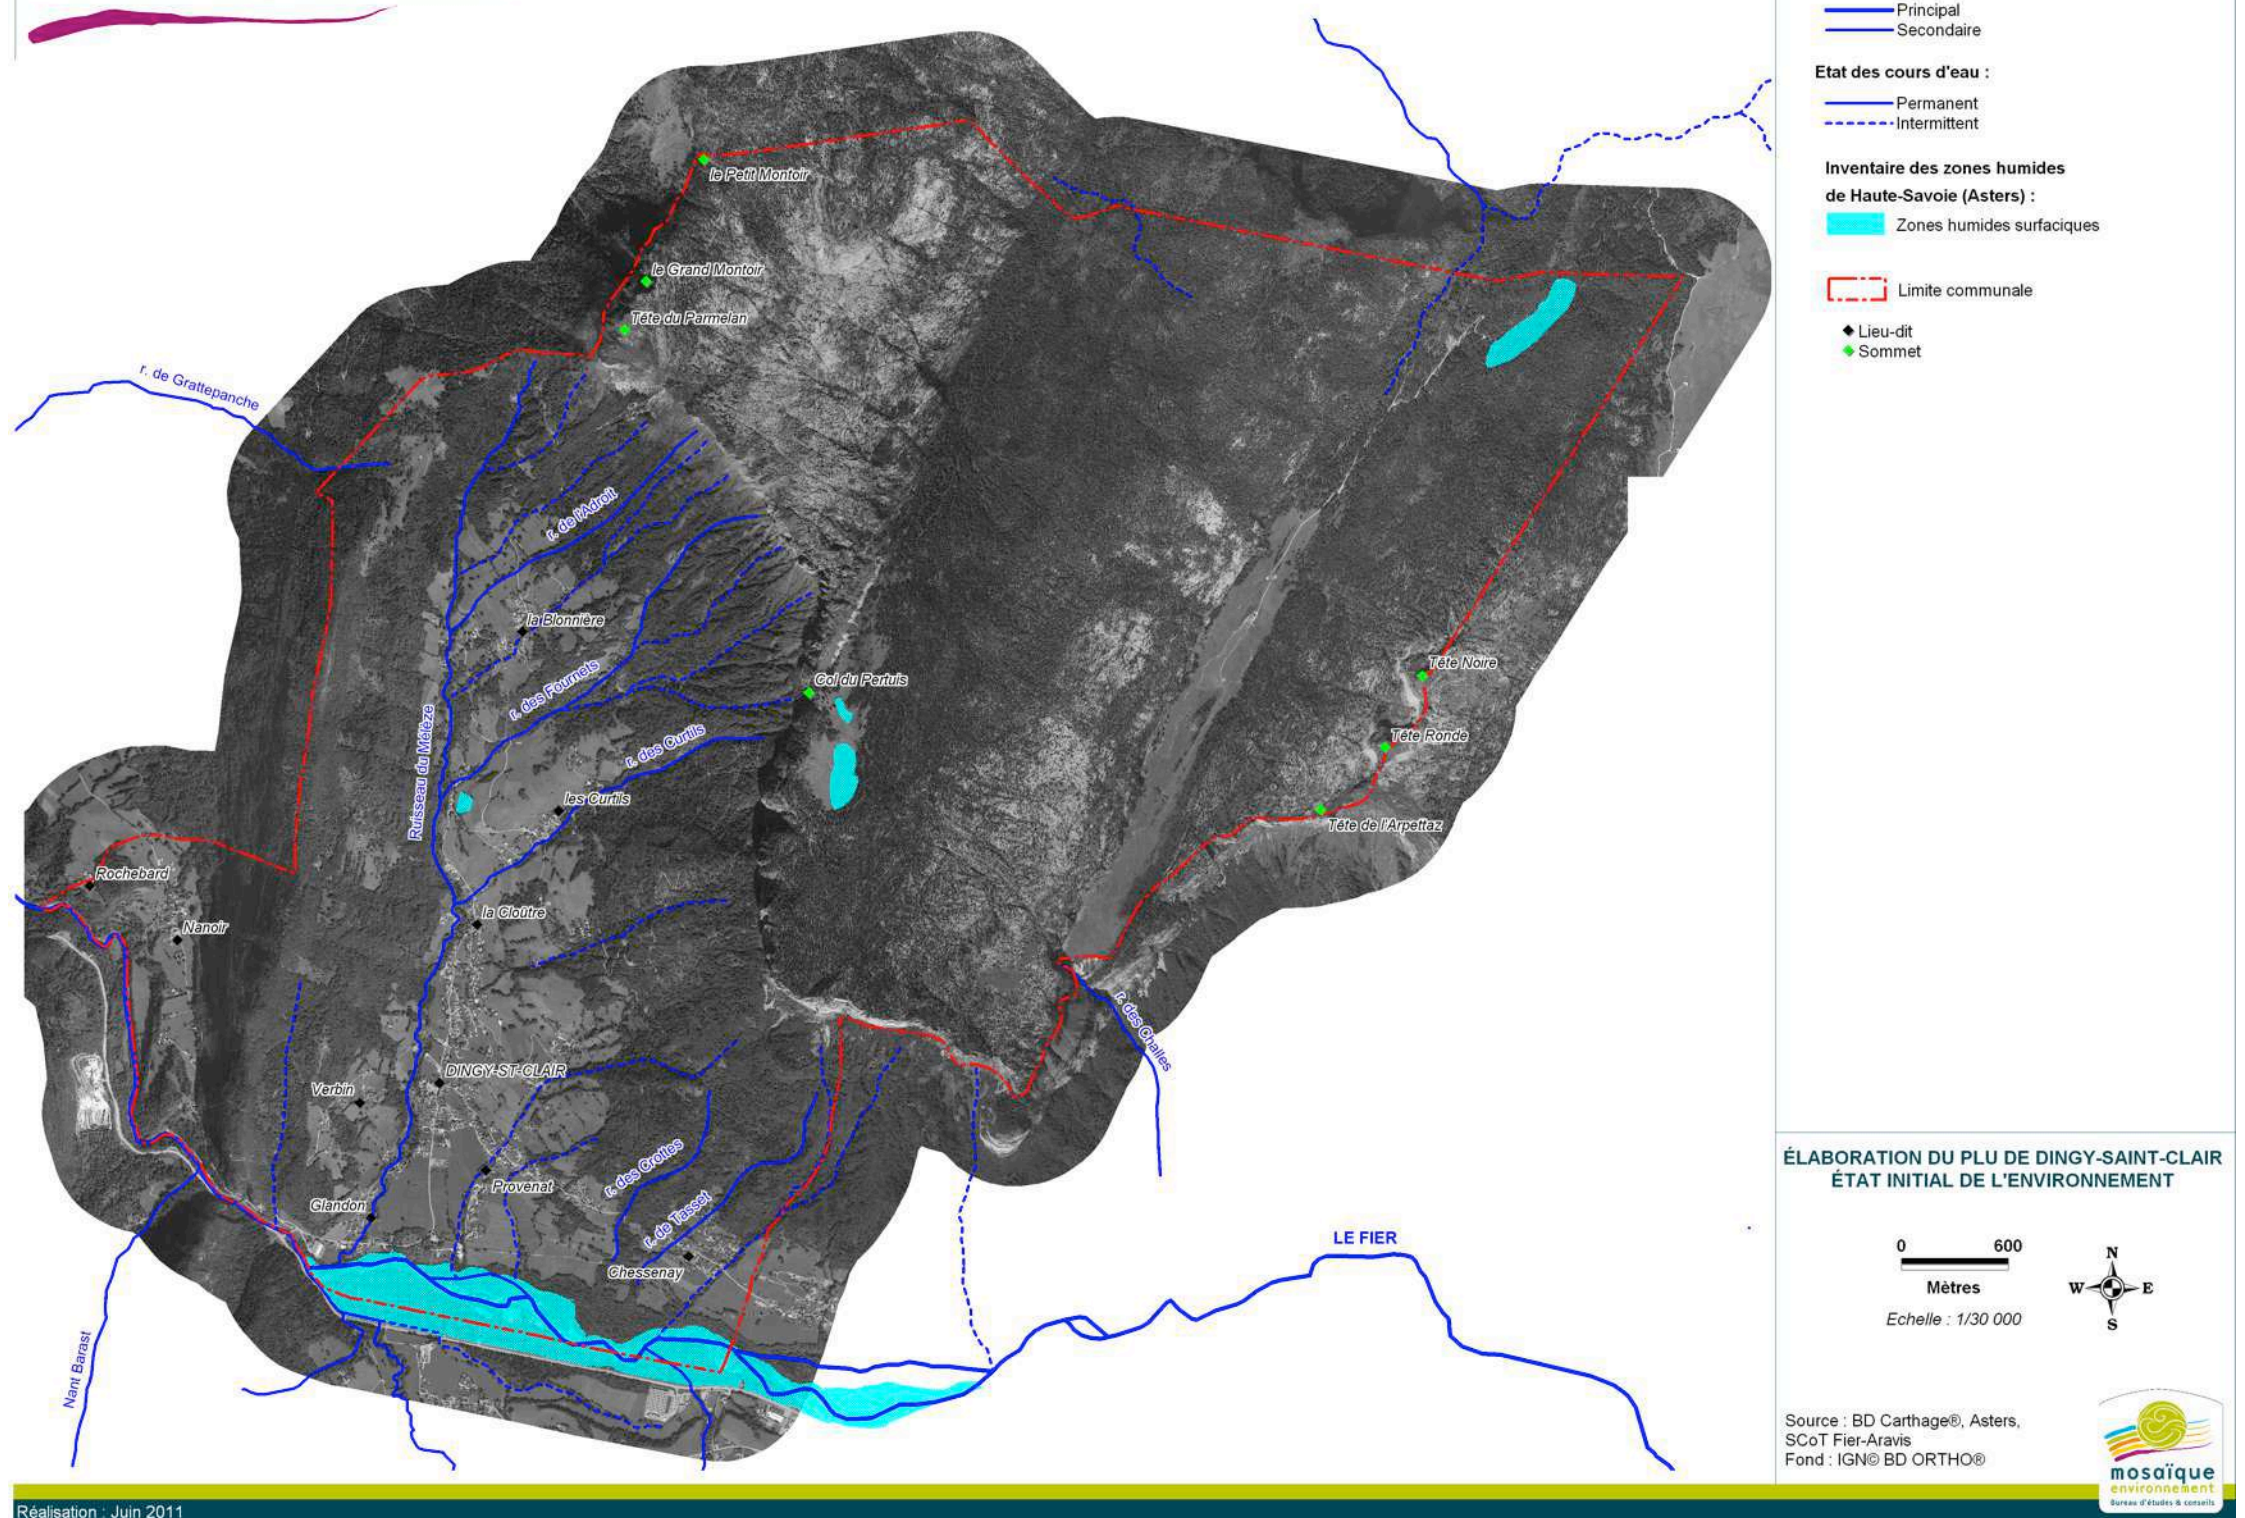 Principal
Secondaire
Etat des cours d'eau :
Permanent
Intermittent
Inventaire des zones humides
de Haute-Savoie (Asters) :
Zones humides surfaciques
Limite communale
Lieu-dit
Sommet
le Petit Montoir
le Grand Montoir
Tête du Parmelan
r. de Grattepanche
r. de l'Adroit
la Blonnière
r. des Fournets
Col du Pertuis
Tête Noire
Ruisseau du Mélèze
r. des Curtils
Tête Ronde
les Curtils
Tête de l'Arpettaz
Rochebard
la Cloûtre
Nanoir
r. des Challes
DINGY-ST-CLAIR
Verbin
r. des Crottes
Provenat
Glandon
r. de Tasset
Chessenay
LE FIER
Nant Barast
ÉLABORATION DU PLU DE DINGY-SAINT-CLAIR
ÉTAT INITIAL DE L'ENVIRONNEMENT
0 600
Mètres
Echelle : 1/30 000
N
W E
S
Source : BD Carthage®, Asters,
SCoT Fier-Aravis
Fond : IGN© BD ORTHO®
mosaïque
environnement
Bureau d'études & conseils
Réalisation : Juin 2011